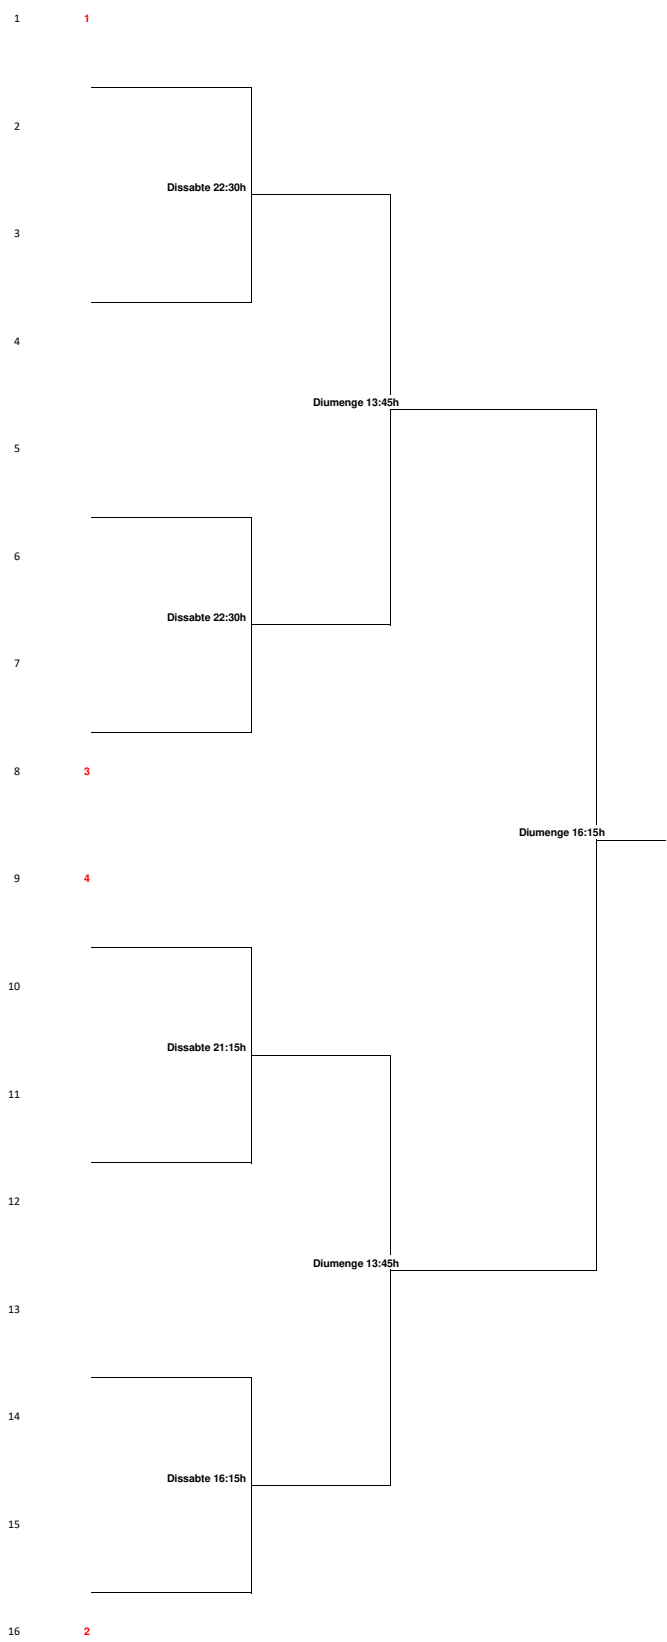 1 1
2
Dissabte 22:30h
3
4
Diumenge 13:45h
5
6
Dissabte 22:30h
7
8 3
Diumenge 16:15h
9 4
10
Dissabte 21:15h
11
12
Diumenge 13:45h
13
14
Dissabte 16:15h
15
16 2